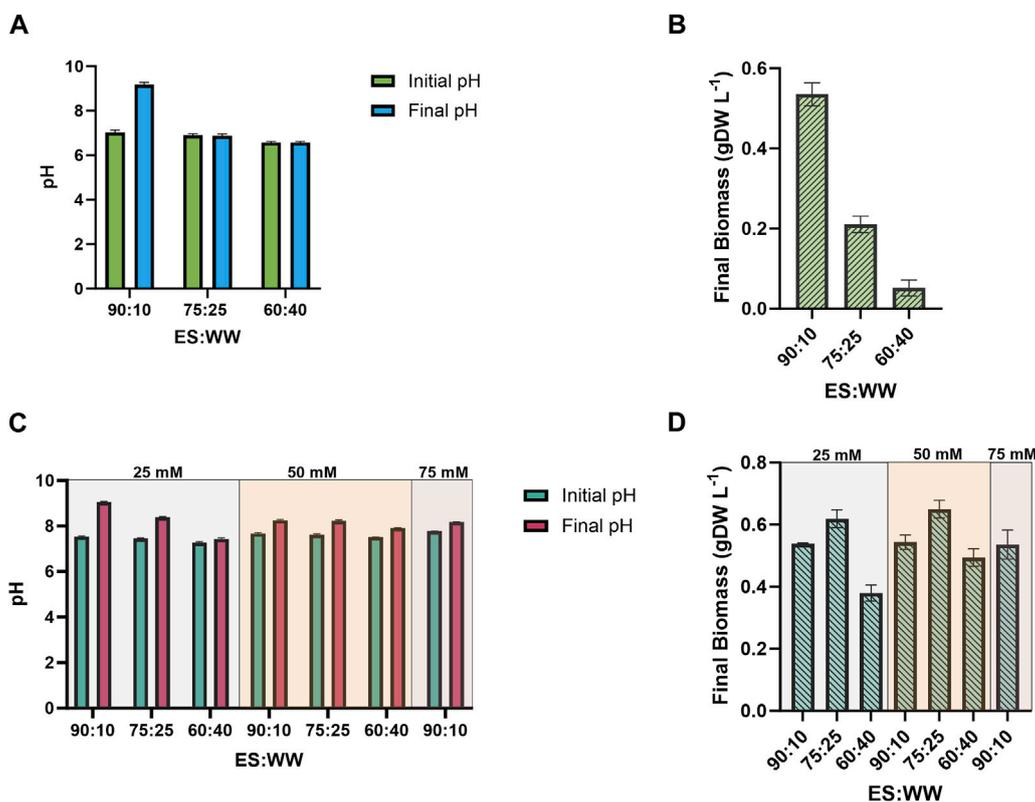 A
10
8
6
4
2
0
pH
90:10 75:25 60:40
ES:WW
Initial pH
Final pH
B
0.6
0.4
0.2
0.0
Final Biomass (gDW L⁻¹)
90:10 75:25 60:40
ES:WW
C
25 mM 50 mM 75 mM
10
8
6
4
2
0
pH
90:10 75:25 60:40 90:10 75:25 60:40 90:10
ES:WW
Initial pH
Final pH
D
25 mM 50 mM 75 mM
0.8
0.6
0.4
0.2
0.0
Final Biomass (gDW L⁻¹)
90:10 75:25 60:40 90:10 75:25 60:40 90:10
ES:WW